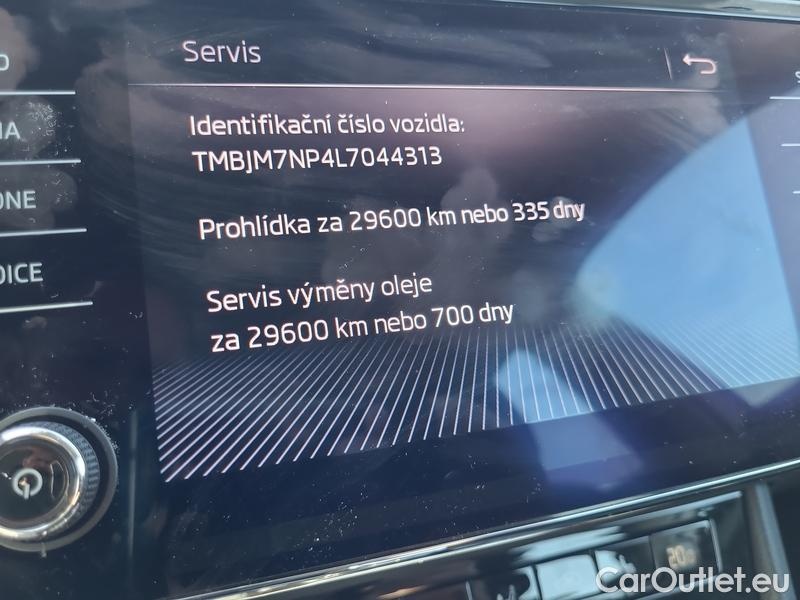 Servis
Identifikační číslo vozidla:
TMBJM7NP4L7044313
Prohlídka za 29600 km nebo 335 dny
Servis výměny oleje
za 29600 km nebo 700 dny
CarOutlet.eu